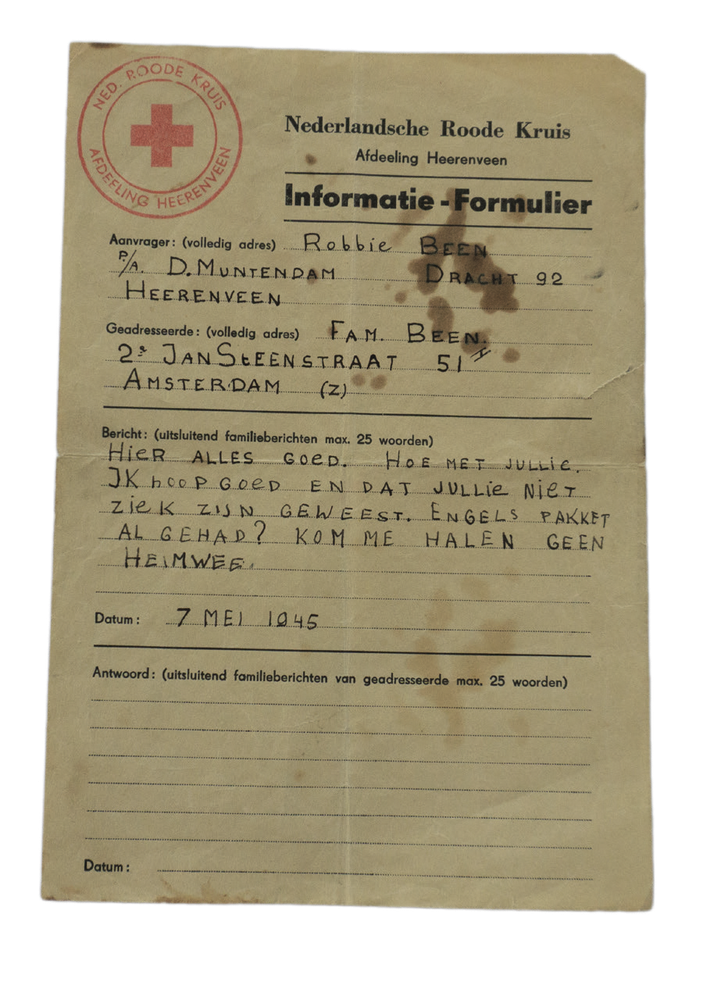 NED. ROODE KRUIS
AFDEELING HEERENVEEN
Nederlandsche Roode Kruis
Afdeeling Heerenveen
Informatie-Formulier
Aanvrager: (volledig adres) Robbie BEEN
P/A. D. MUNTENDAM DRACHT 92
HEERENVEEN
Geadresseerde: (volledig adres) FAM. BEEN.
2e JAN StEENSTRAAT 51 II
AMSTERDAM (Z)
Bericht: (uitsluitend familieberichten max. 25 woorden)
HiER ALLES GOED. HOE MET JULLiE.
IK hOOP GOED EN DAT JULLiE NiET
ZiEK ZIJN GEWEEST. ENGELS PAKKET
AL GEHAD? KOM ME HALEN GEEN
HEiMWEE.
Datum: 7 MEI 1945
Antwoord: (uitsluitend familieberichten van geadresseerde max. 25 woorden)
Datum: